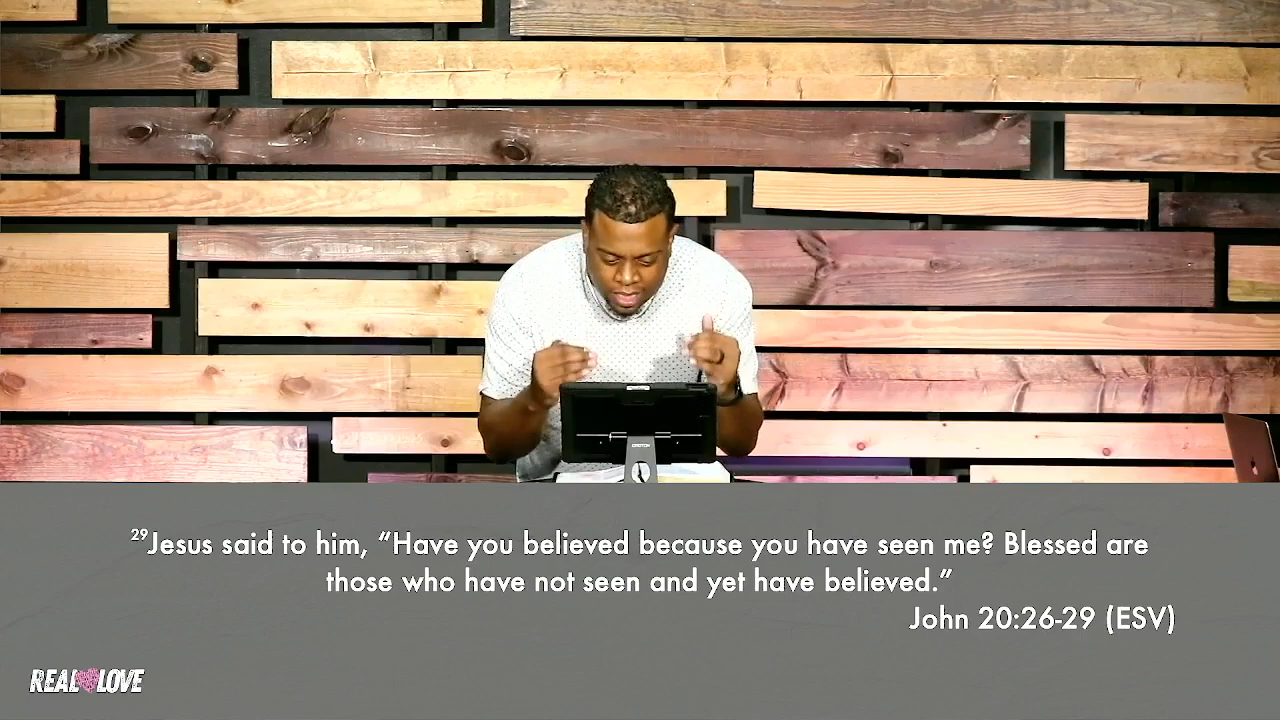 29Jesus said to him, “Have you believed because you have seen me? Blessed are
those who have not seen and yet have believed.”
John 20:26-29 (ESV)
REAL LOVE